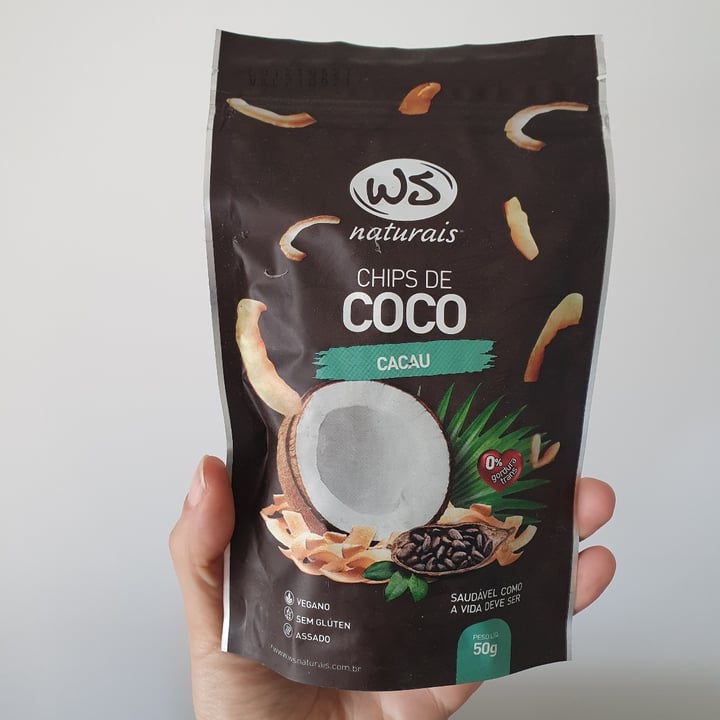 WS
naturais
CHIPS DE
COCO
CACAU
0%
gordura
trans
VEGANO
SEM GLÚTEN
ASSADO
SAUDÁVEL COMO
A VIDA DEVE SER
PESO LÍQ.
50g
www.wsnaturais.com.br